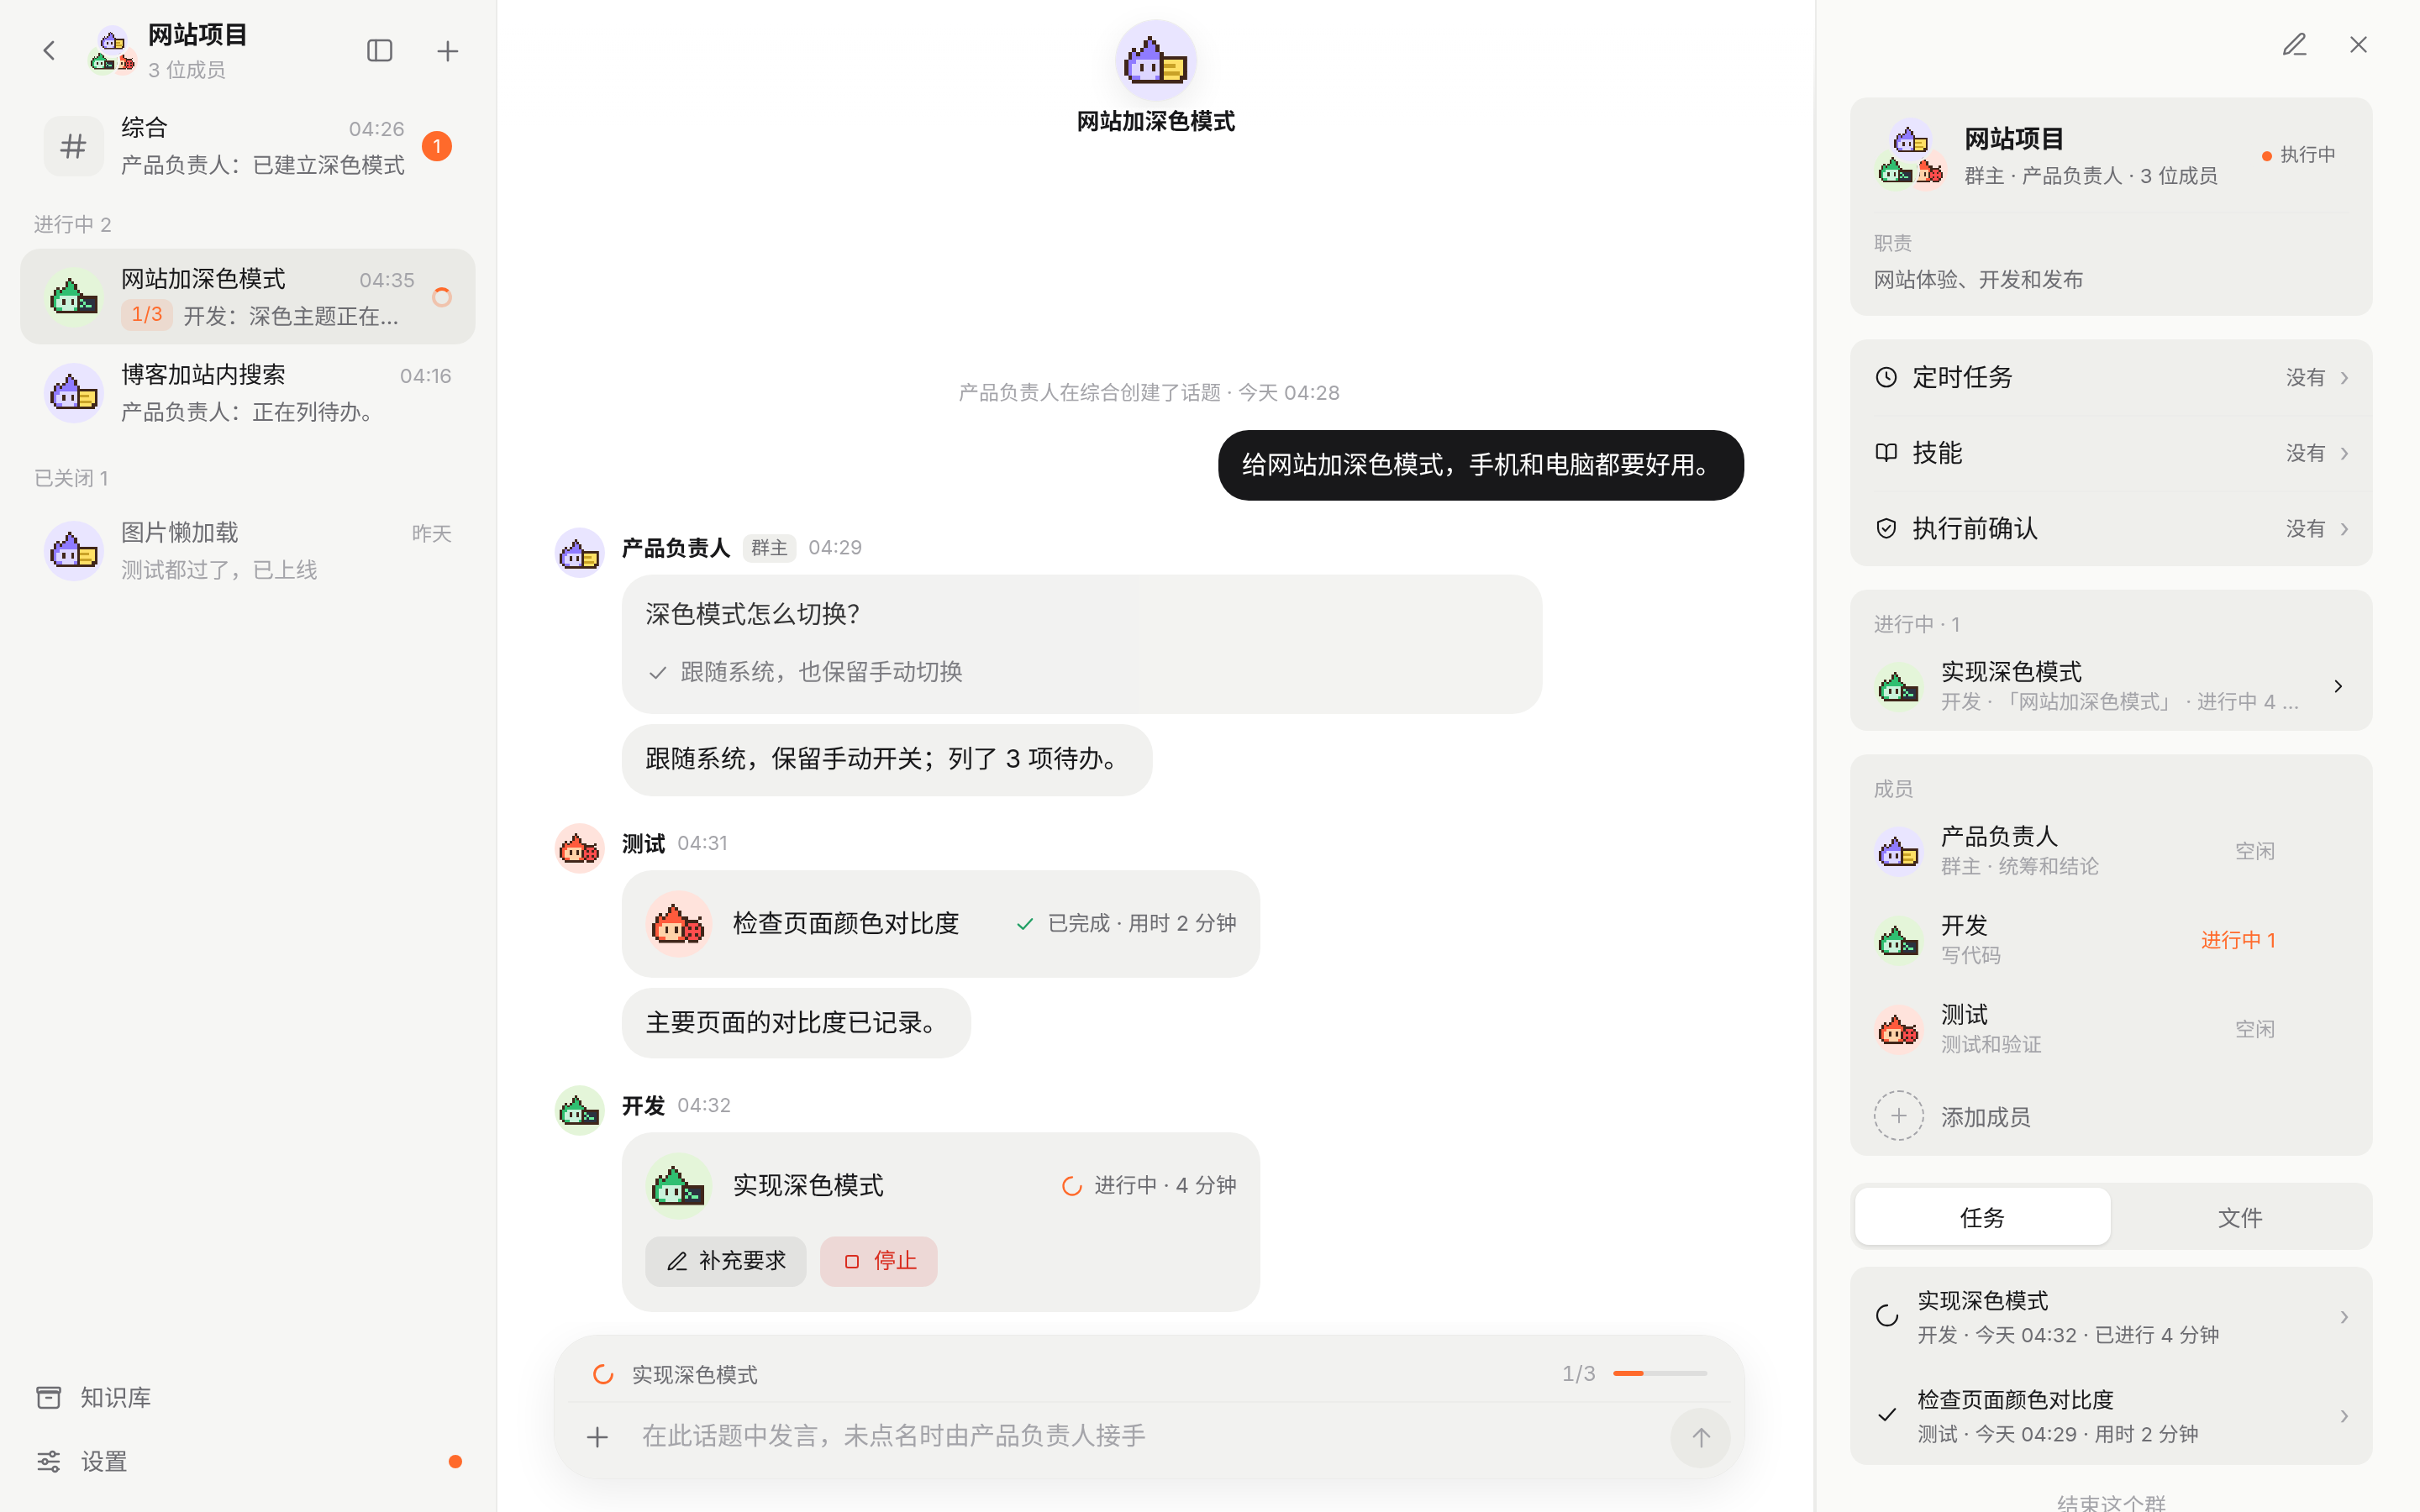 网站项目
3 位成员
综合
04:26
产品负责人：已建立深色模式
1
进行中 2
网站加深色模式
04:35
1/3
开发：深色主题正在...
博客加站内搜索
04:16
产品负责人：正在列待办。
已关闭 1
图片懒加载
昨天
测试都过了，已上线
知识库
设置
网站加深色模式
产品负责人在综合创建了话题 · 今天 04:28
给网站加深色模式，手机和电脑都要好用。
产品负责人
群主
04:29
深色模式怎么切换？
跟随系统，也保留手动切换
跟随系统，保留手动开关；列了 3 项待办。
测试
04:31
检查页面颜色对比度
已完成 · 用时 2 分钟
主要页面的对比度已记录。
开发
04:32
实现深色模式
进行中 · 4 分钟
补充要求
停止
实现深色模式
1/3
在此话题中发言，未点名时由产品负责人接手
网站项目
群主 · 产品负责人 · 3 位成员
执行中
职责
网站体验、开发和发布
定时任务
没有
技能
没有
执行前确认
没有
进行中 · 1
实现深色模式
开发 · 「网站加深色模式」 · 进行中 4 ...
成员
产品负责人
群主 · 统筹和结论
空闲
开发
写代码
进行中 1
测试
测试和验证
空闲
添加成员
任务
文件
实现深色模式
开发 · 今天 04:32 · 已进行 4 分钟
检查页面颜色对比度
测试 · 今天 04:29 · 用时 2 分钟
结束这个群